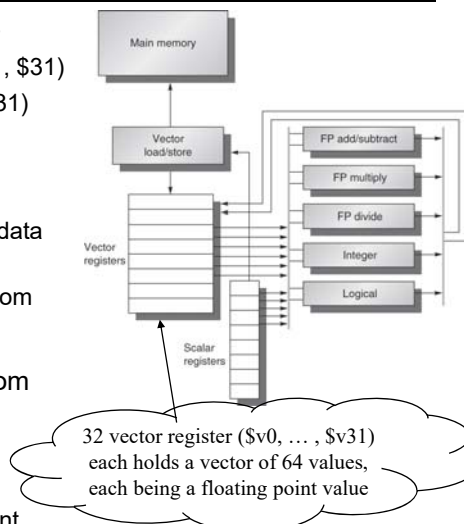 , $31)
31)
data
om
om
nt
Main memory
Vector
load/store
FP add/subtract
FP multiply
FP divide
Integer
Logical
Vector
registers
Scalar
registers
32 vector register ($v0, … , $v31)
each holds a vector of 64 values,
each being a floating point value